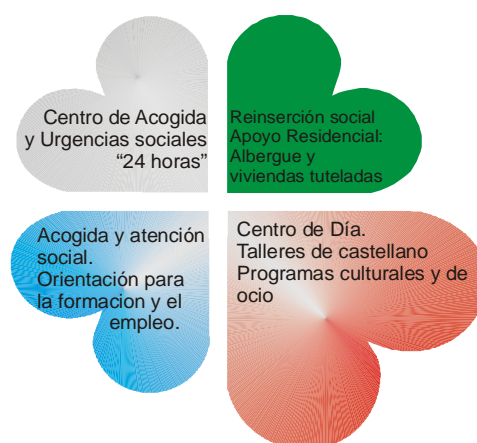 Centro de Acogida
y Urgencias sociales
“24 horas”
Reinserción social
Apoyo Residencial:
Albergue y
viviendas tuteladas
Acogida y atención
social.
Orientación para
la formacion y el
empleo.
Centro de Día.
Talleres de castellano
Programas culturales y de
ocio